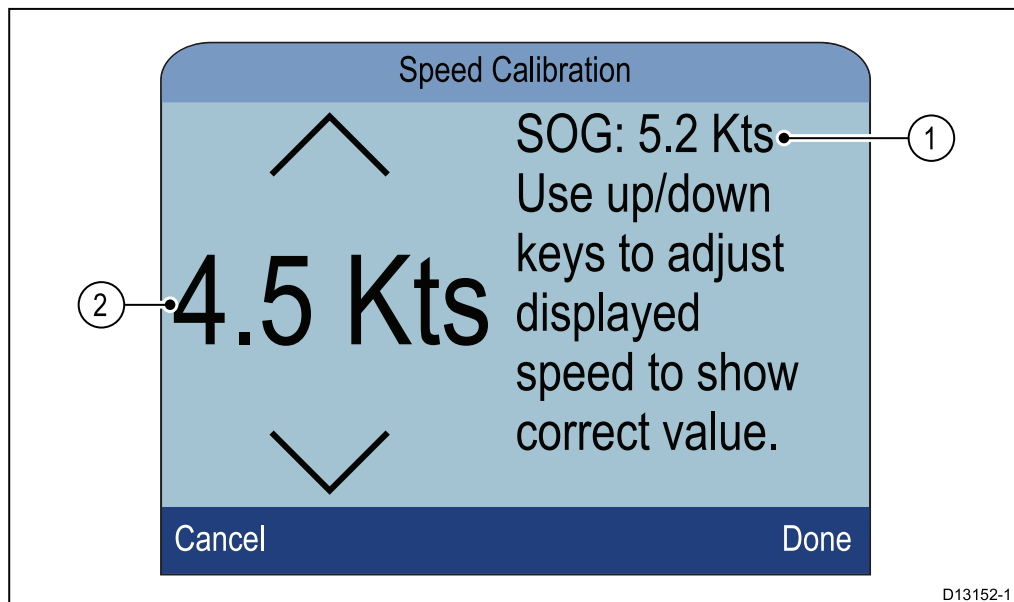 Speed Calibration
SOG: 5.2 Kts
1
Use up/down
keys to adjust
displayed
speed to show
correct value.
2
4.5 Kts
Cancel
Done
D13152-1